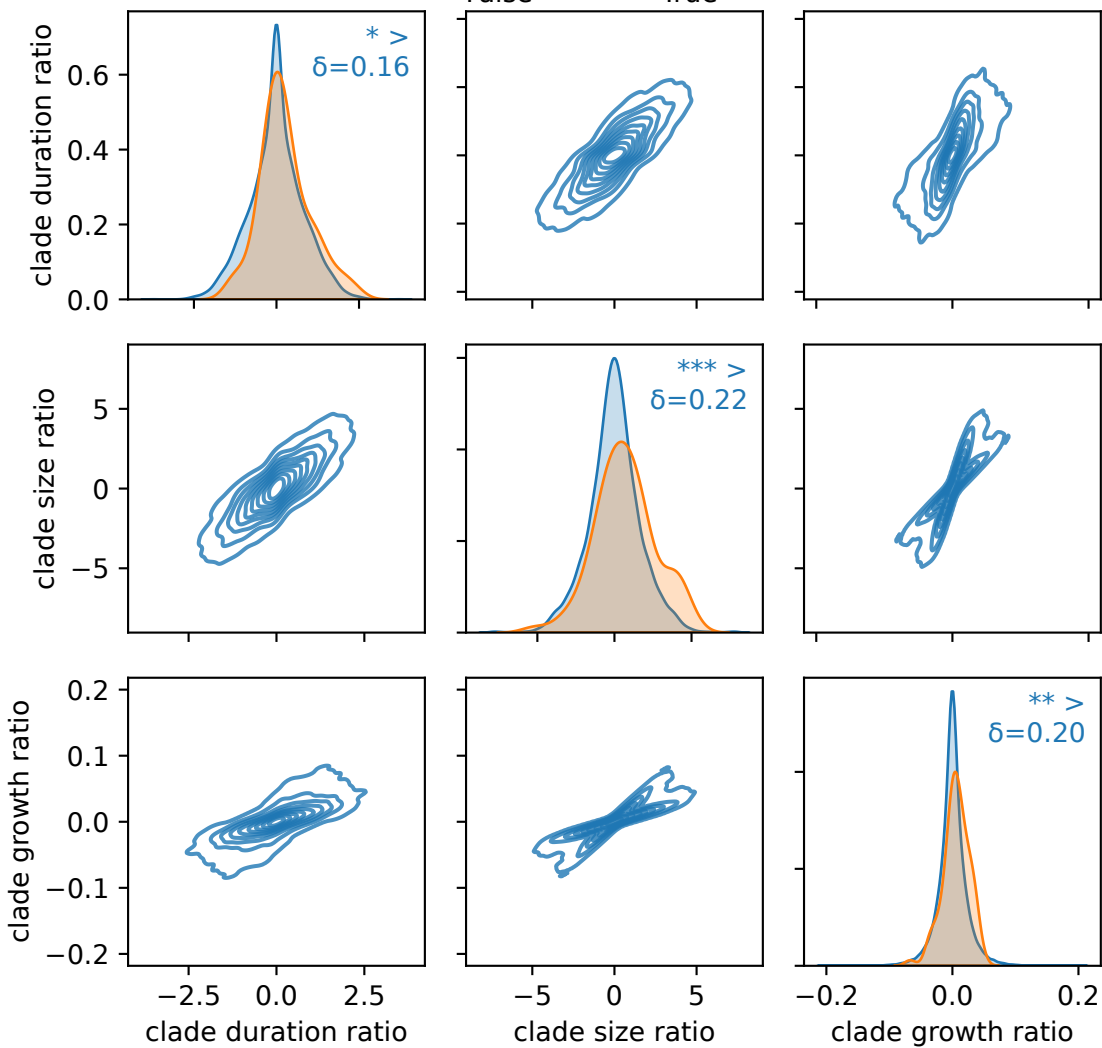 False True
clade duration ratio
0.6
0.4
0.2
0.0
* >
δ=0.16
clade size ratio
5
0
−5
*** >
δ=0.22
clade growth ratio
0.2
0.1
0.0
−0.1
−0.2
** >
δ=0.20
−2.5 0.0 2.5
−5 0 5
−0.2 0.0 0.2
clade duration ratio
clade size ratio
clade growth ratio